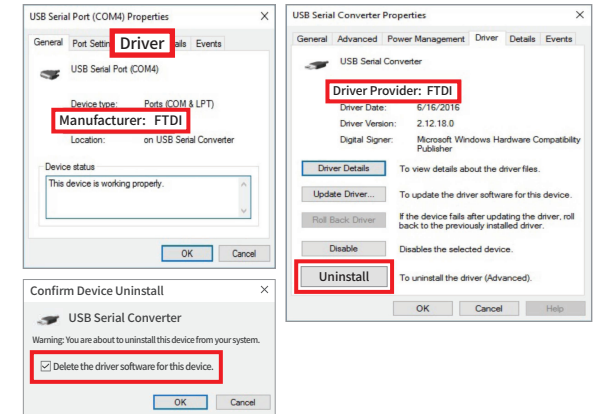 USB Serial Port (COM4) Properties
General Port Settin Driver ails Events
USB Serial Port (COM4)
Device type: Ports (COM & LPT)
Manufacturer: FTDI
Location: on USB Serial Converter
Device status
This device is working properly.
OK Cancel
Confirm Device Uninstall
USB Serial Converter
Warning: You are about to uninstall this device from your system.
Delete the driver software for this device.
OK Cancel
USB Serial Converter Properties
General Advanced Power Management Driver Details Events
USB Serial Converter
Driver Provider: FTDI
Driver Date: 6/16/2016
Driver Version: 2.12.18.0
Digital Signer: Microsoft Windows Hardware Compatibility
Publisher
Driver Details To view details about the driver files.
Update Driver... To update the driver software for this device.
Roll Back Driver If the device fails after updating the driver, roll
back to the previously installed driver.
Disable Disables the selected device.
Uninstall To uninstall the driver (Advanced).
OK Cancel Help